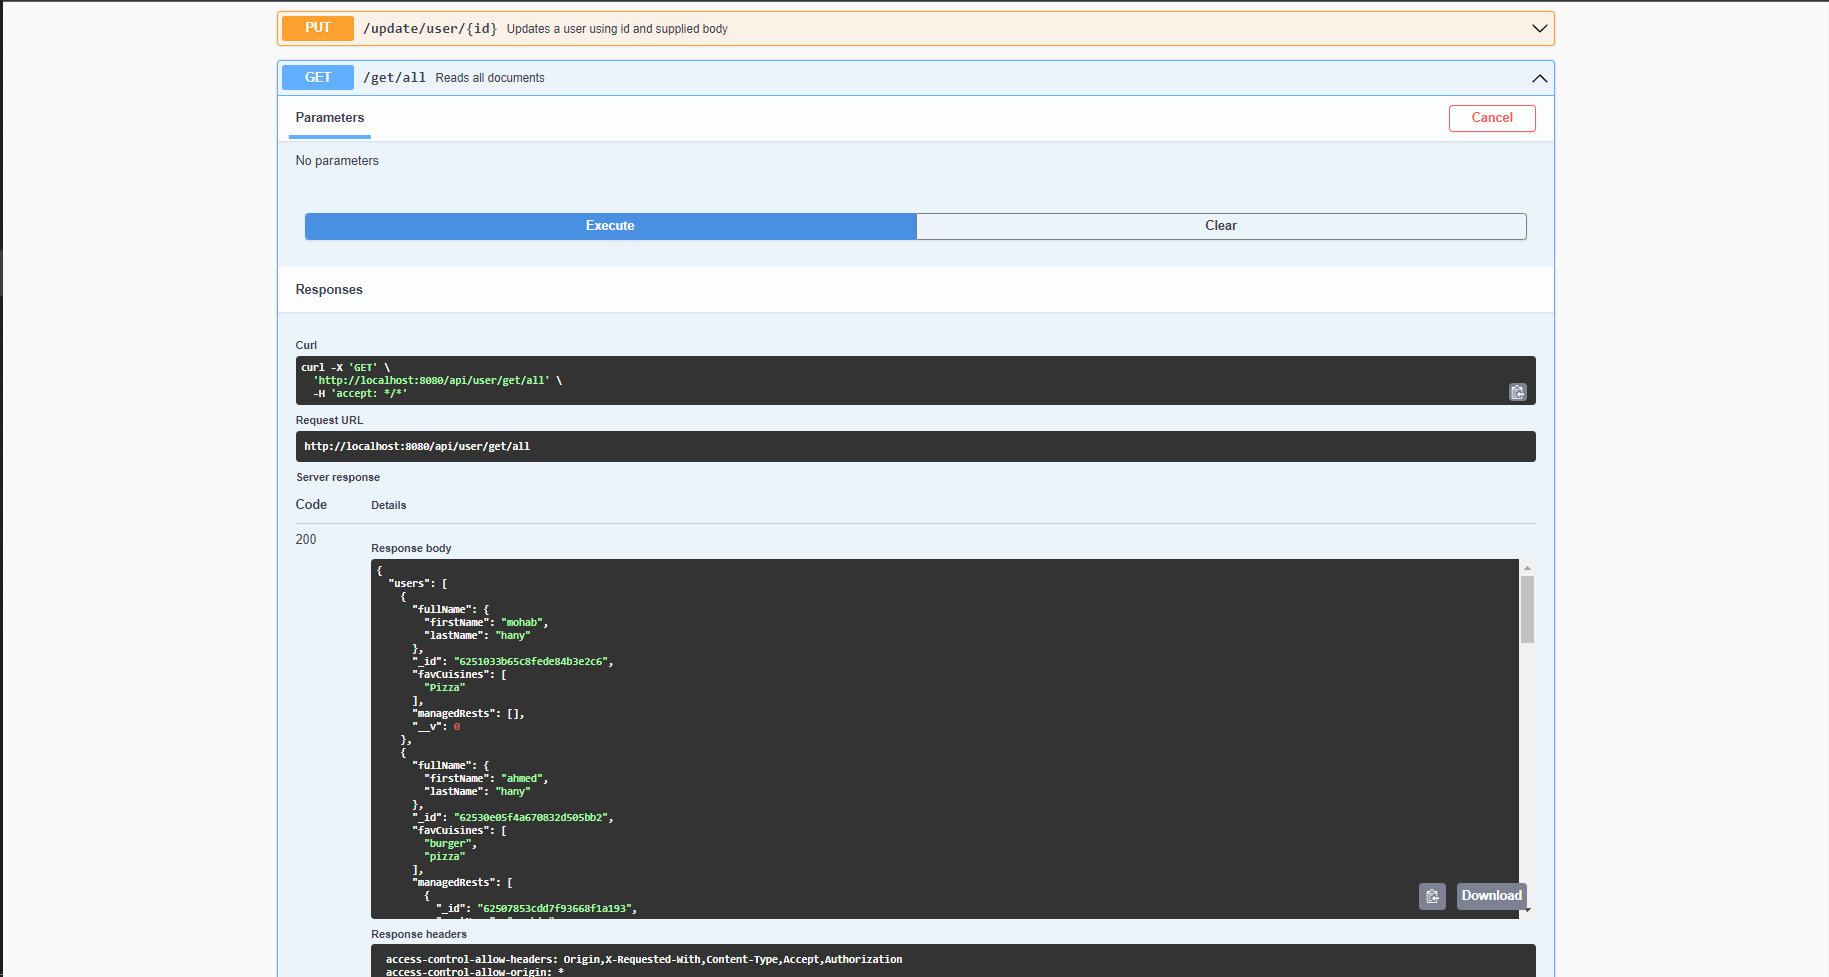 PUT /update/user/{id} Updates a user using id and supplied body
GET /get/all Reads all documents
Parameters
Cancel
No parameters
Execute
Clear
Responses
Curl
curl -X 'GET' \
'http://localhost:8080/api/user/get/all' \
-H 'accept: */*'
Request URL
http://localhost:8080/api/user/get/all
Server response
Code Details
200
Response body
{
"users": [
{
"fullName": {
"firstName": "mohab",
"lastName": "hany"
},
"_id": "6251033b65c8fede84b3e2c6",
"favCuisines": [
"Pizza"
],
"managedRests": [],
"__v": 0
},
{
"fullName": {
"firstName": "ahmed",
"lastName": "hany"
},
"_id": "62530e05f4a670832d505bb2",
"favCuisines": [
"burger",
"pizza"
],
"managedRests": [
{
"_id": "62507853cdd7f93668f1a193",
Download
Response headers
access-control-allow-headers: Origin,X-Requested-With,Content-Type,Accept,Authorization
access-control-allow-origin: *